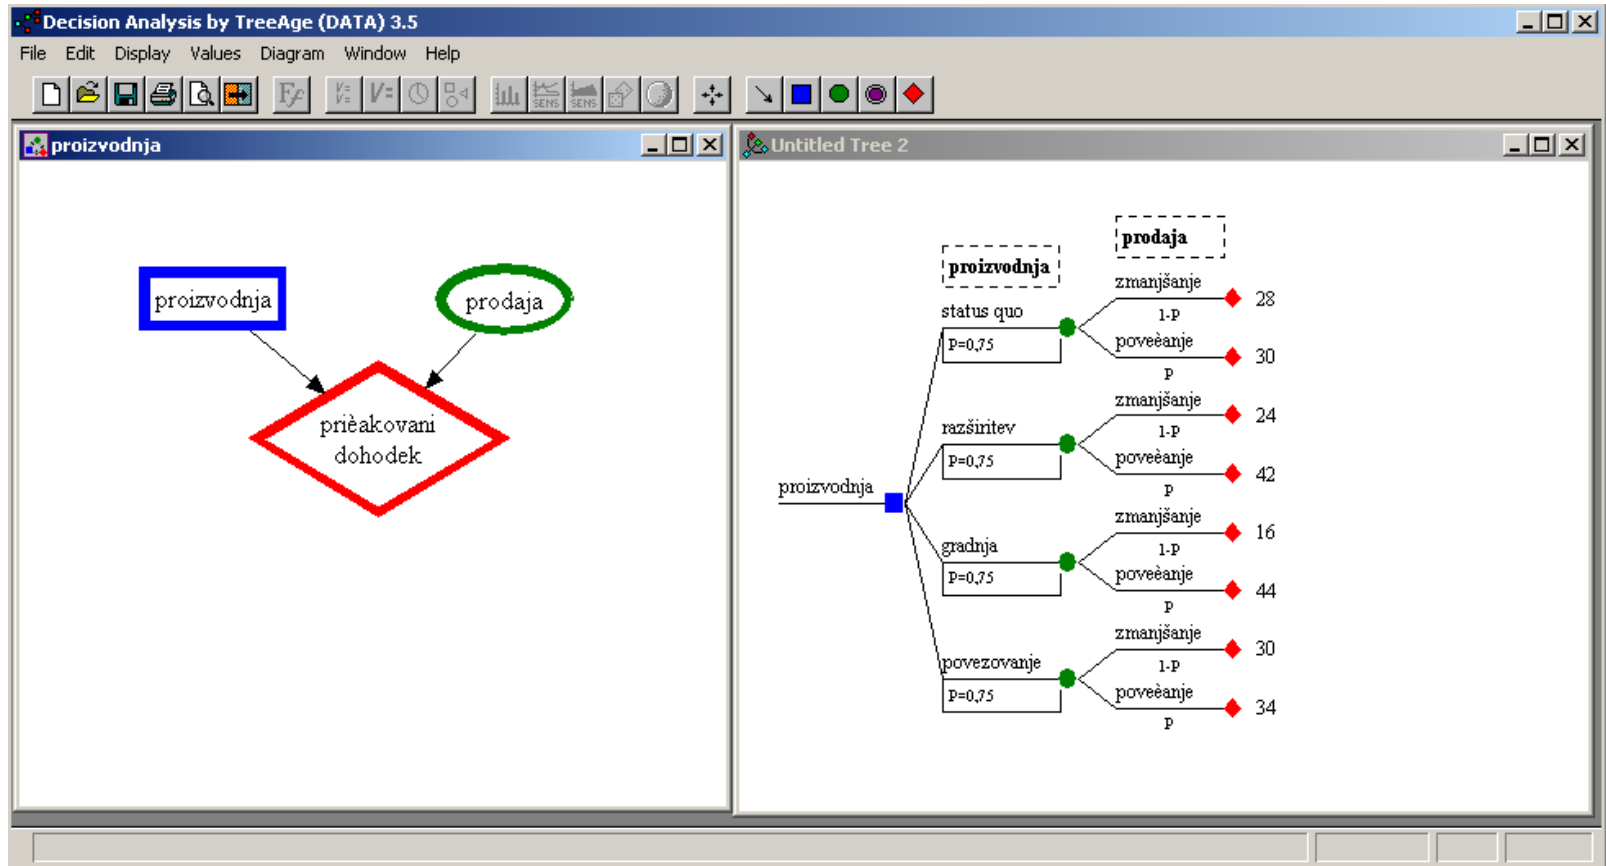 Decision Analysis by TreeAge (DATA) 3.5
File Edit Display Values Diagram Window Help
proizvodnja
proizvodnja
prodaja
prièakovani
dohodek
Untitled Tree 2
prodaja
proizvodnja
proizvodnja
status quo
P=0,75
zmanjšanje
1-P
28
poveèanje
P
30
razširitev
P=0,75
zmanjšanje
1-P
24
poveèanje
P
42
gradnja
P=0,75
zmanjšanje
1-P
16
poveèanje
P
44
povezovanje
P=0,75
zmanjšanje
1-P
30
poveèanje
P
34